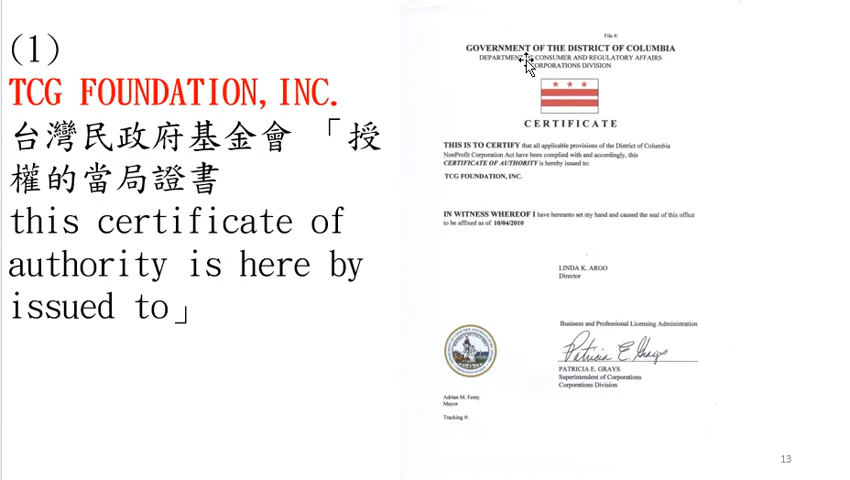 (1)
TCG FOUNDATION,INC.
台灣民政府基金會「授
權的當局證書
this certificate of
authority is here by
issued to」
File #:
GOVERNMENT OF THE DISTRICT OF COLUMBIA
DEPARTMENT OF CONSUMER AND REGULATORY AFFAIRS
CORPORATIONS DIVISION
CERTIFICATE
THIS IS TO CERTIFY that all applicable provisions of the District of Columbia
NonProfit Corporation Act have been complied with and accordingly, this
CERTIFICATE OF AUTHORITY is hereby issued to:
TCG FOUNDATION, INC.
IN WITNESS WHEREOF I have hereunto set my hand and caused the seal of this office
to be affixed as of 10/04/2010
LINDA K. ARGO
Director
Business and Professional Licensing Administration
Patricia E. Grays
PATRICIA E. GRAYS
Superintendent of Corporations
Corporations Division
Adrian M. Fenty
Mayor
Tracking #:
13